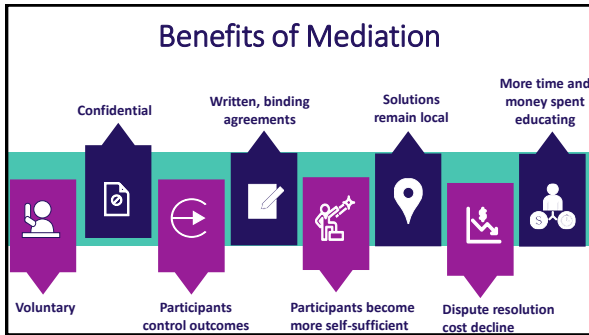 Benefits of Mediation
Confidential
Written, binding
agreements
Solutions
remain local
More time and
money spent
educating
$
S
Voluntary
Participants
control outcomes
Participants become
more self-sufficient
Dispute resolution
cost decline